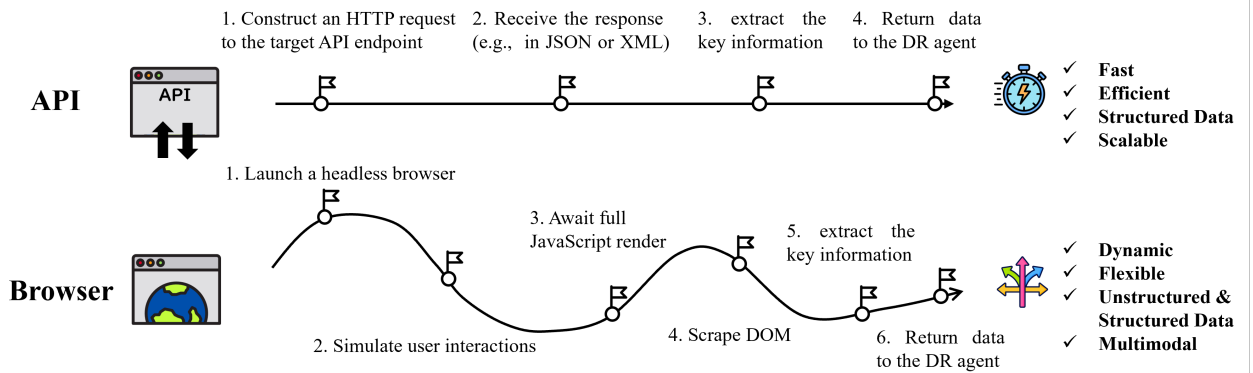 1. Construct an HTTP request
to the target API endpoint
2. Receive the response
(e.g., in JSON or XML)
3. extract the
key information
4. Return data
to the DR agent
API
API
✓ Fast
✓ Efficient
✓ Structured Data
✓ Scalable
1. Launch a headless browser
2. Simulate user interactions
3. Await full
JavaScript render
4. Scrape DOM
5. extract the
key information
6. Return data
to the DR agent
Browser
✓ Dynamic
✓ Flexible
✓ Unstructured &
Structured Data
✓ Multimodal